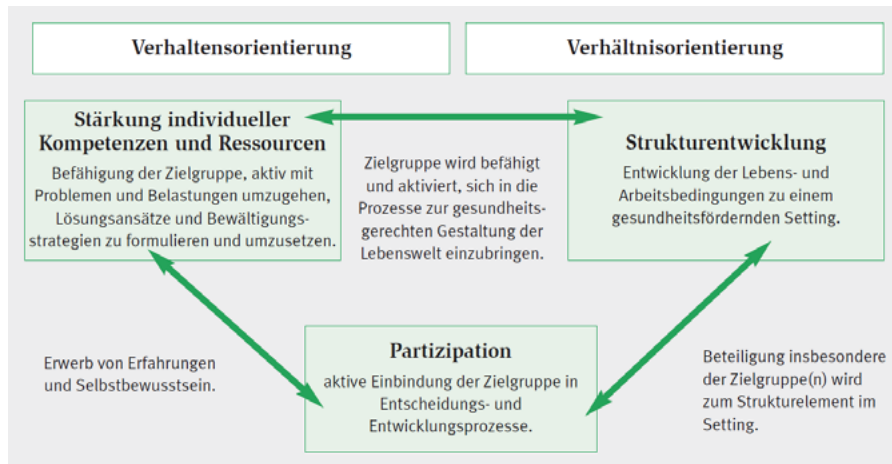 Verhaltensorientierung
Verhältnisorientierung
Stärkung individueller
Kompetenzen und Ressourcen
Befähigung der Zielgruppe, aktiv mit
Problemen und Belastungen umzugehen,
Lösungsansätze und Bewältigungs-
strategien zu formulieren und umzusetzen.
Zielgruppe wird befähigt
und aktiviert, sich in die
Prozesse zur gesundheits-
gerechten Gestaltung der
Lebenswelt einzubringen.
Strukturentwicklung
Entwicklung der Lebens- und
Arbeitsbedingungen zu einem
gesundheitsfördernden Setting.
Erwerb von Erfahrungen
und Selbstbewusstsein.
Partizipation
aktive Einbindung der Zielgruppe in
Entscheidungs- und
Entwicklungsprozesse.
Beteiligung insbesondere
der Zielgruppe(n) wird
zum Strukturelement im
Setting.